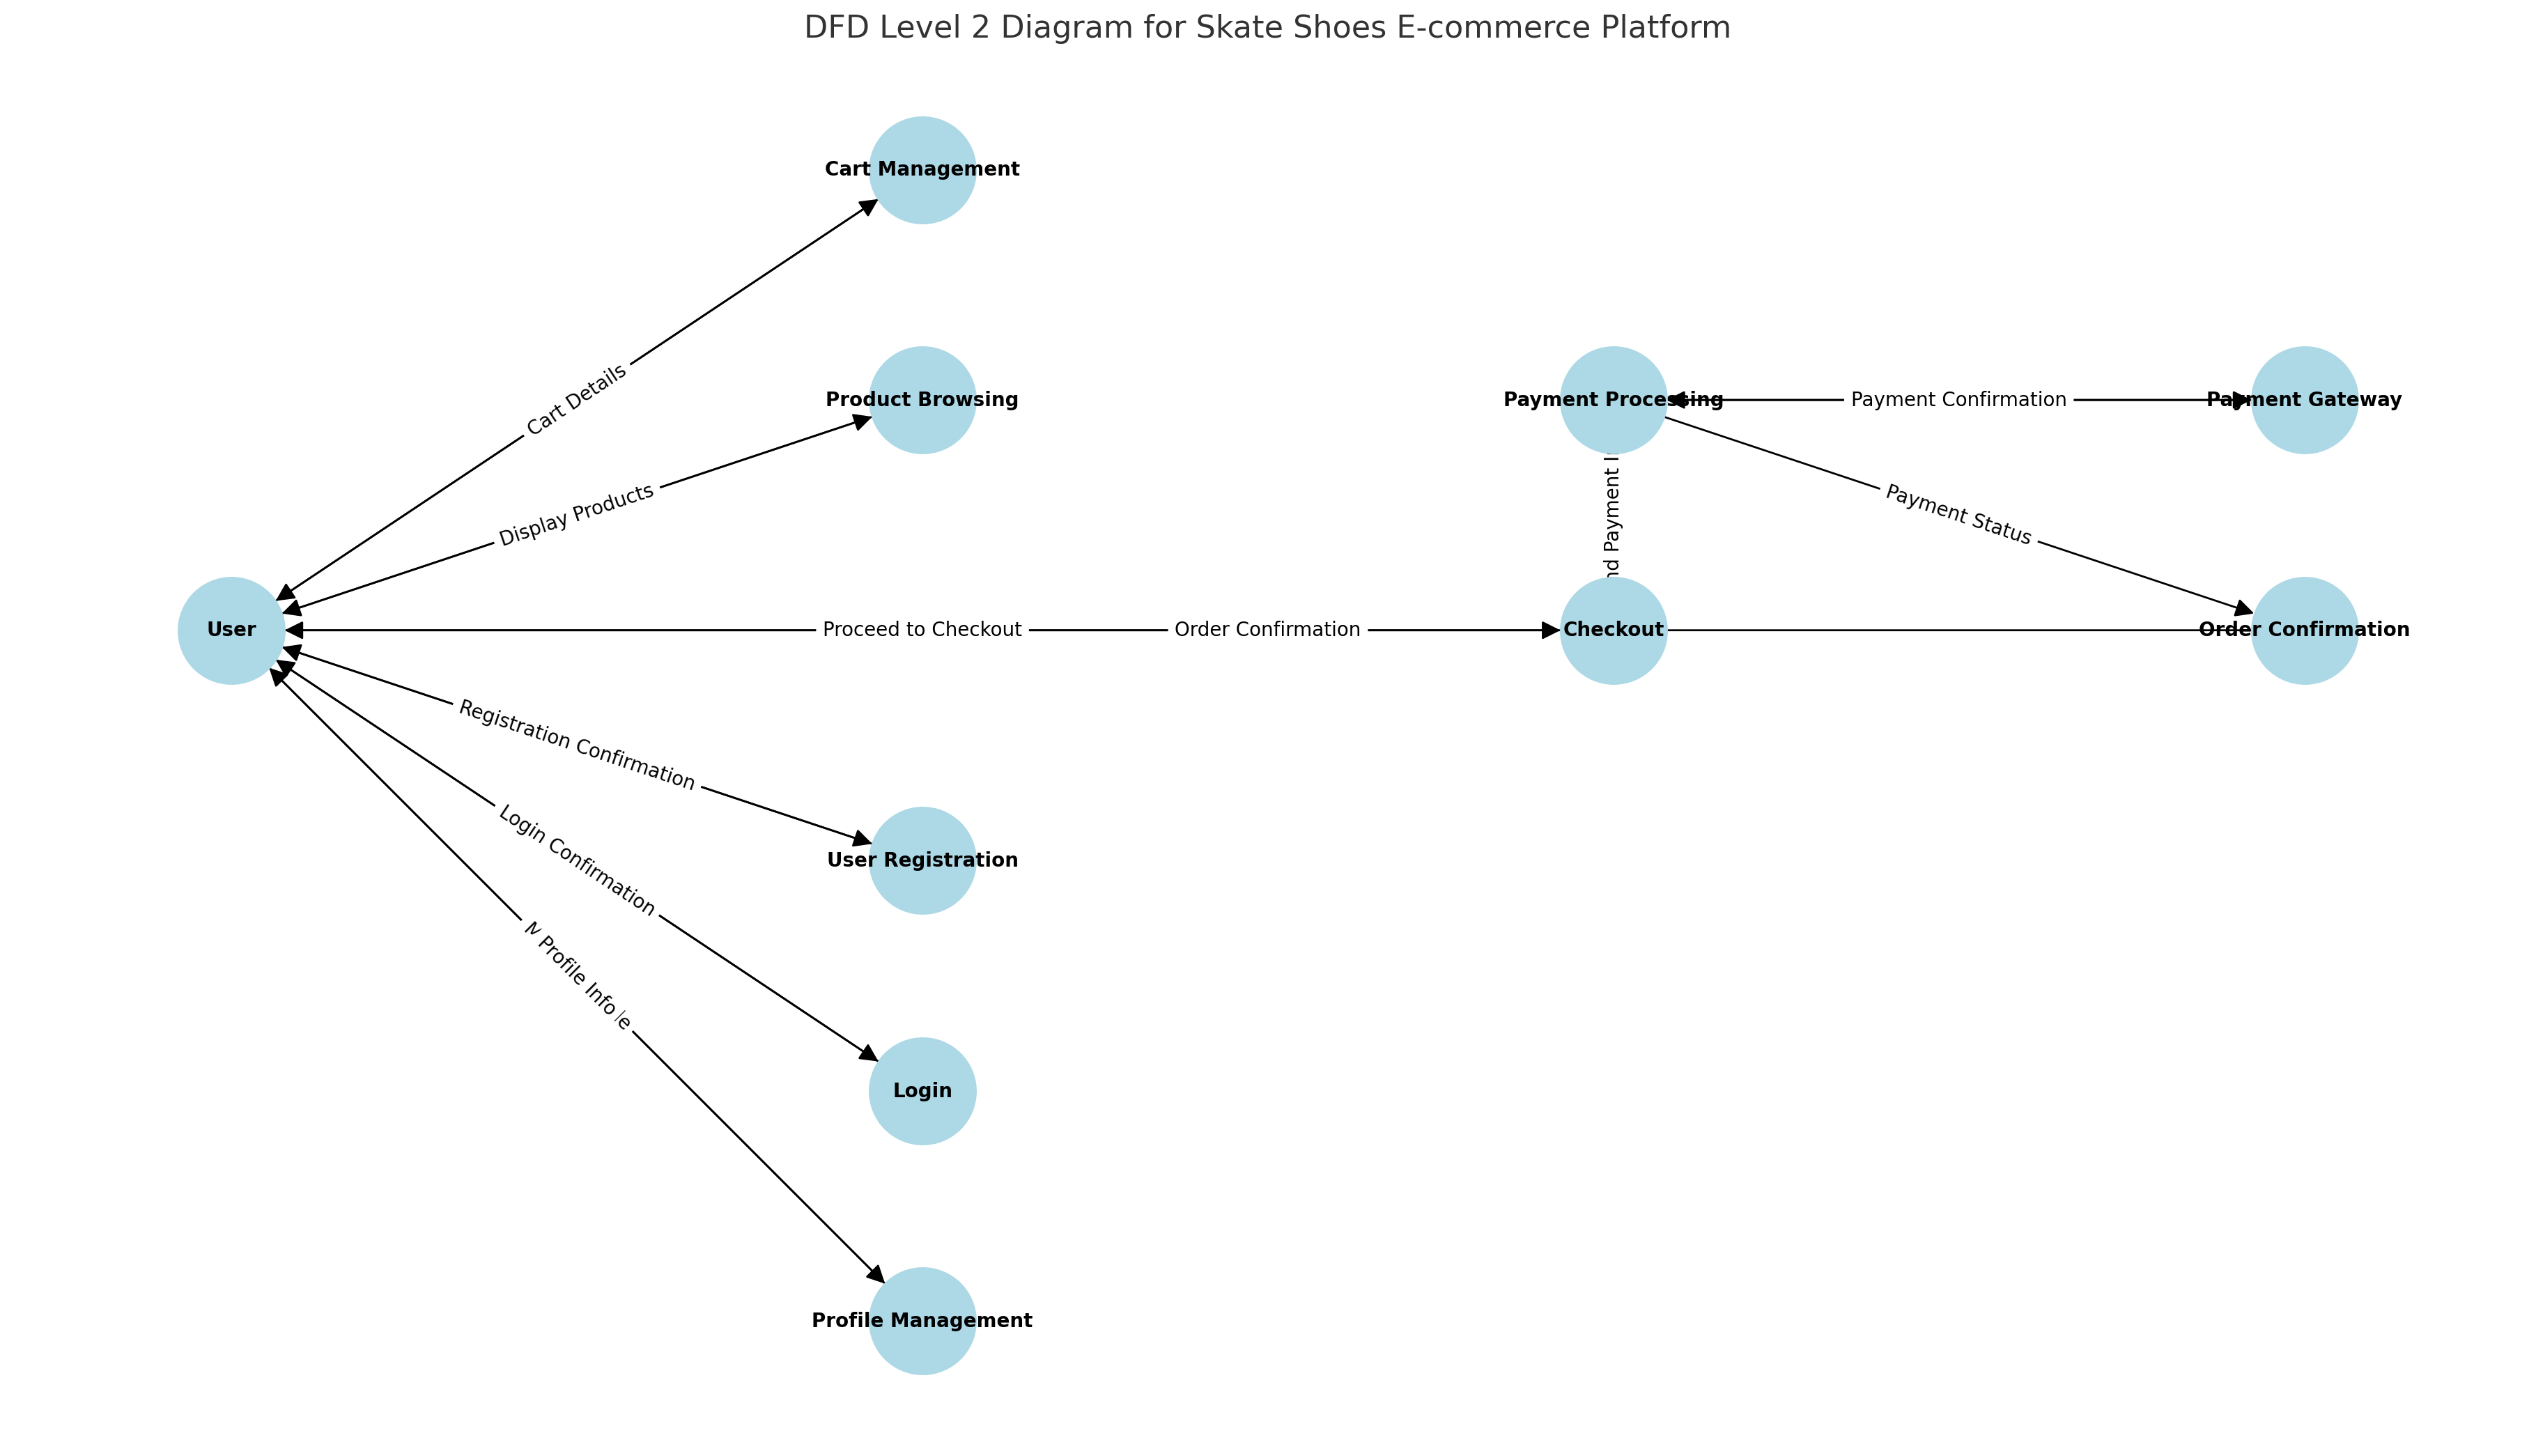 DFD Level 2 Diagram for Skate Shoes E-commerce Platform
Cart Management
Cart Details
Product Browsing
Display Products
Payment Processing
Payment Confirmation
Payment Gateway
Payment Status
Payment
User
Proceed to Checkout
Order Confirmation
Checkout
Order Confirmation
Registration Confirmation
User Registration
Login Confirmation
Login
Profile Info
Profile Management